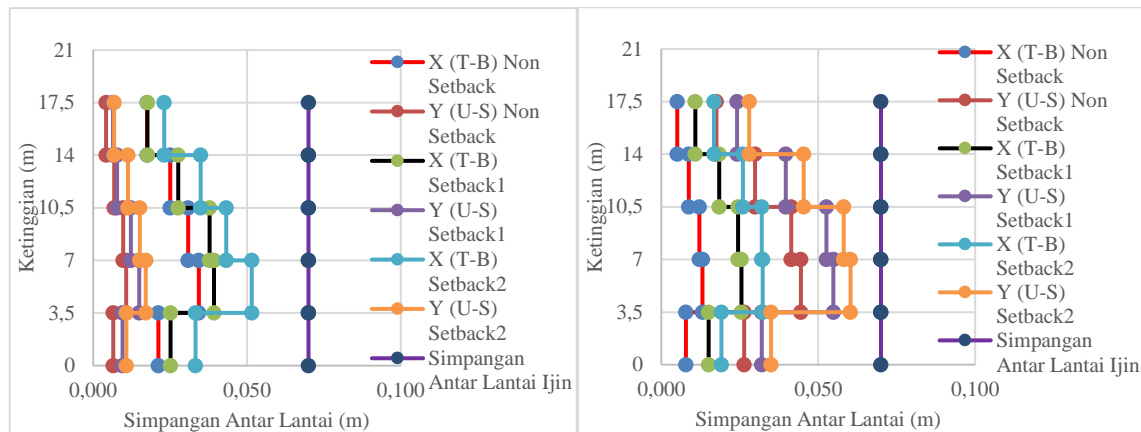 21
17,5
14
10,5
7
3,5
0
Ketinggian (m)
0,000
0,050
0,100
Simpangan Antar Lantai (m)
X (T-B) Non
Setback
Y (U-S) Non
Setback
X (T-B)
Setback1
Y (U-S)
Setback1
X (T-B)
Setback2
Y (U-S)
Setback2
Simpangan
Antar Lantai Ijin
21
17,5
14
10,5
7
3,5
0
Ketinggian (m)
0,000
0,050
0,100
Simpangan Antar Lantai (m)
X (T-B) Non
Setback
Y (U-S) Non
Setback
X (T-B)
Setback1
Y (U-S)
Setback1
X (T-B)
Setback2
Y (U-S)
Setback2
Simpangan
Antar Lantai Ijin